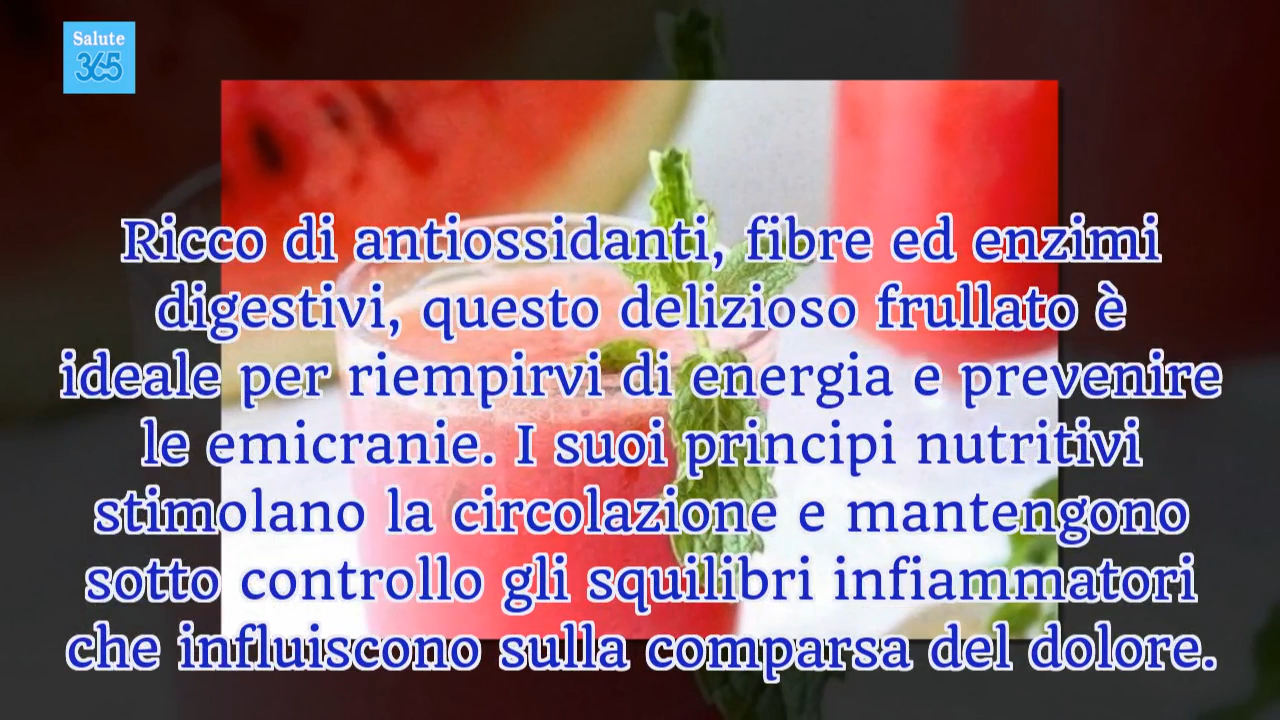 Salute
365
Ricco di antiossidanti, fibre ed enzimi
digestivi, questo delizioso frullato è
ideale per riempirvi di energia e prevenire
le emicranie. I suoi principi nutritivi
stimolano la circolazione e mantengono
sotto controllo gli squilibri infiammatori
che influiscono sulla comparsa del dolore.